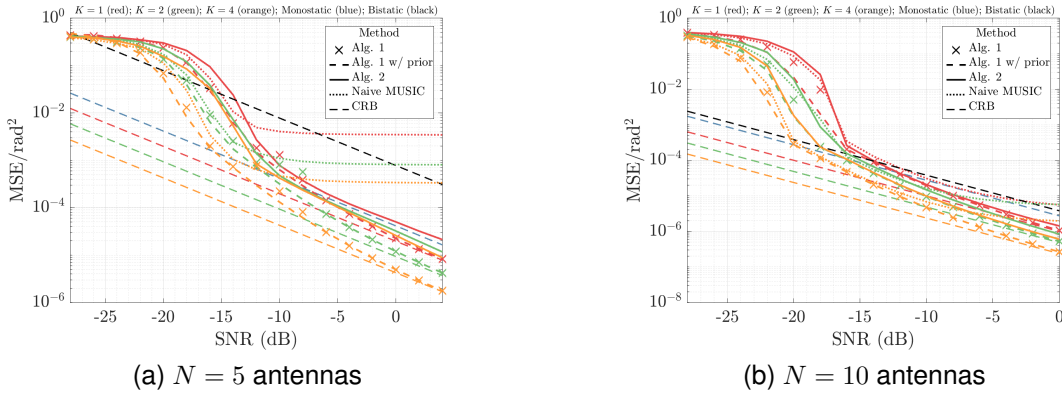 K = 1 (red); K = 2 (green); K = 4 (orange); Monostatic (blue); Bistatic (black)
10^0
10^-2
10^-4
10^-6
MSE/rad^2
-25 -20 -15 -10 -5 0
SNR (dB)
Method
Alg. 1
Alg. 1 w/ prior
Alg. 2
Naive MUSIC
CRB
(a) N = 5 antennas
K = 1 (red); K = 2 (green); K = 4 (orange); Monostatic (blue); Bistatic (black)
10^0
10^-2
10^-4
10^-6
10^-8
MSE/rad^2
-25 -20 -15 -10 -5 0
SNR (dB)
Method
Alg. 1
Alg. 1 w/ prior
Alg. 2
Naive MUSIC
CRB
(b) N = 10 antennas